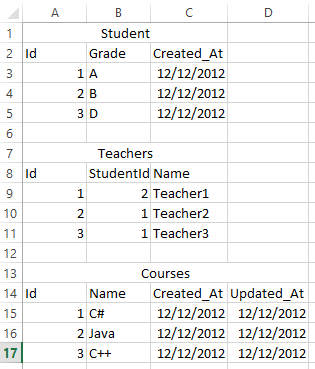 A B C D
1 Student
2 Id Grade Created_At
3 1 A 12/12/2012
4 2 B 12/12/2012
5 3 D 12/12/2012
6
7 Teachers
8 Id StudentId Name
9 1 2 Teacher1
10 2 1 Teacher2
11 3 1 Teacher3
12
13 Courses
14 Id Name Created_At Updated_At
15 1 C# 12/12/2012 12/12/2012
16 2 Java 12/12/2012 12/12/2012
17 3 C++ 12/12/2012 12/12/2012